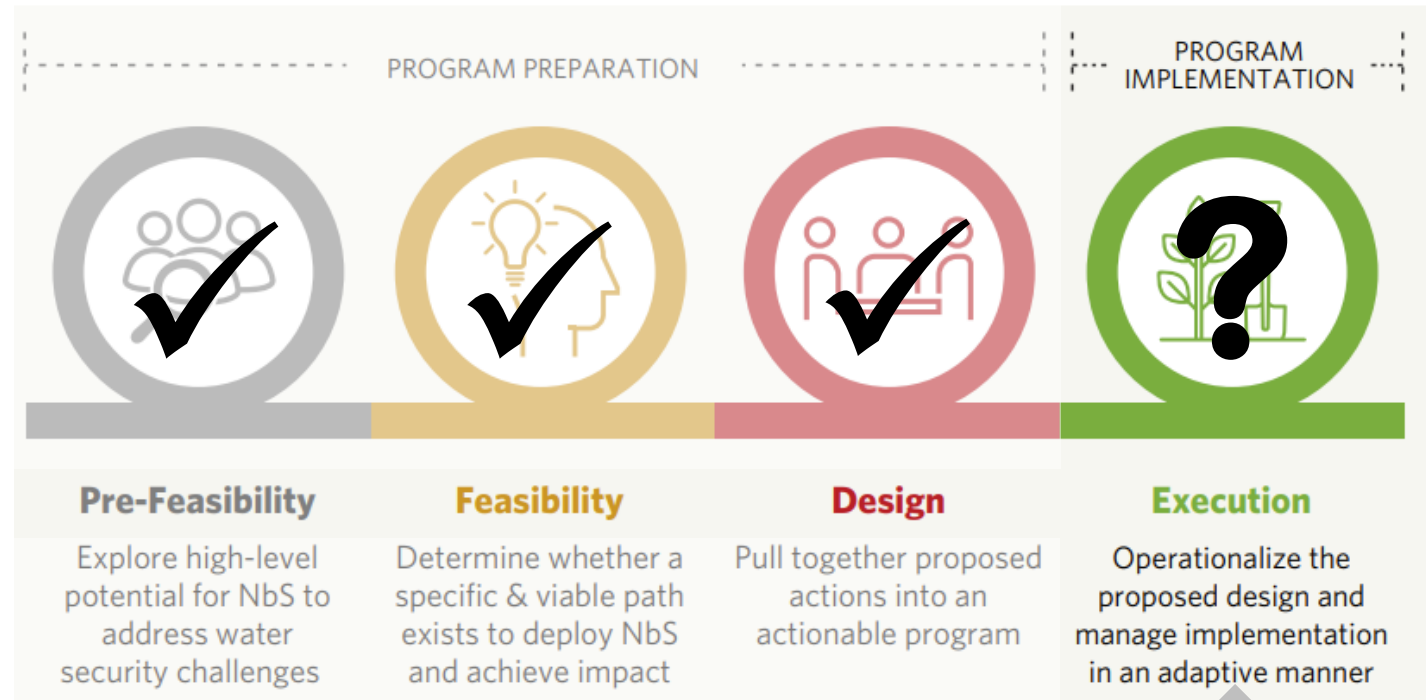 PROGRAM PREPARATION
PROGRAM
IMPLEMENTATION
?
Pre-Feasibility
Explore high-level
potential for NbS to
address water
security challenges
Feasibility
Determine whether a
specific & viable path
exists to deploy NbS
and achieve impact
Design
Pull together proposed
actions into an
actionable program
Execution
Operationalize the
proposed design and
manage implementation
in an adaptive manner